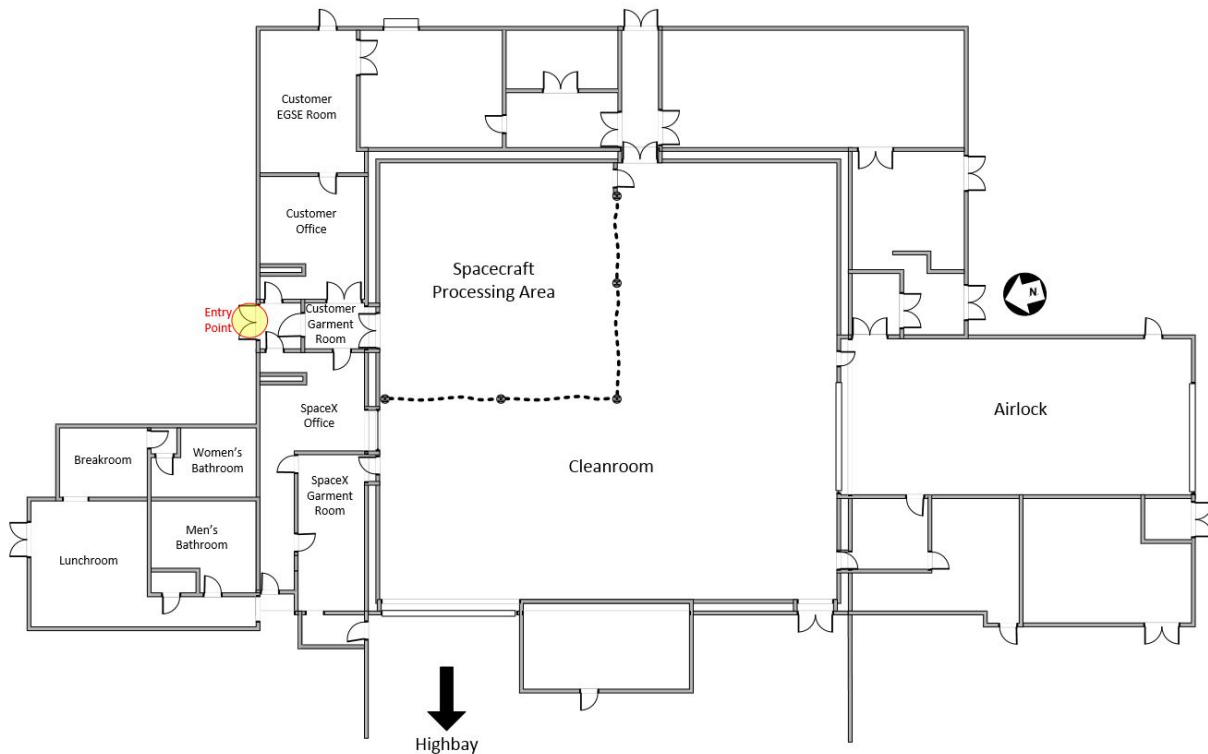 Customer
EGSE Room
Customer
Office
Spacecraft
Processing Area
Entry
Point
Customer
Garment
Room
N
SpaceX
Office
Airlock
Breakroom
Women's
Bathroom
Cleanroom
SpaceX
Garment
Room
Men's
Bathroom
Lunchroom
Highbay